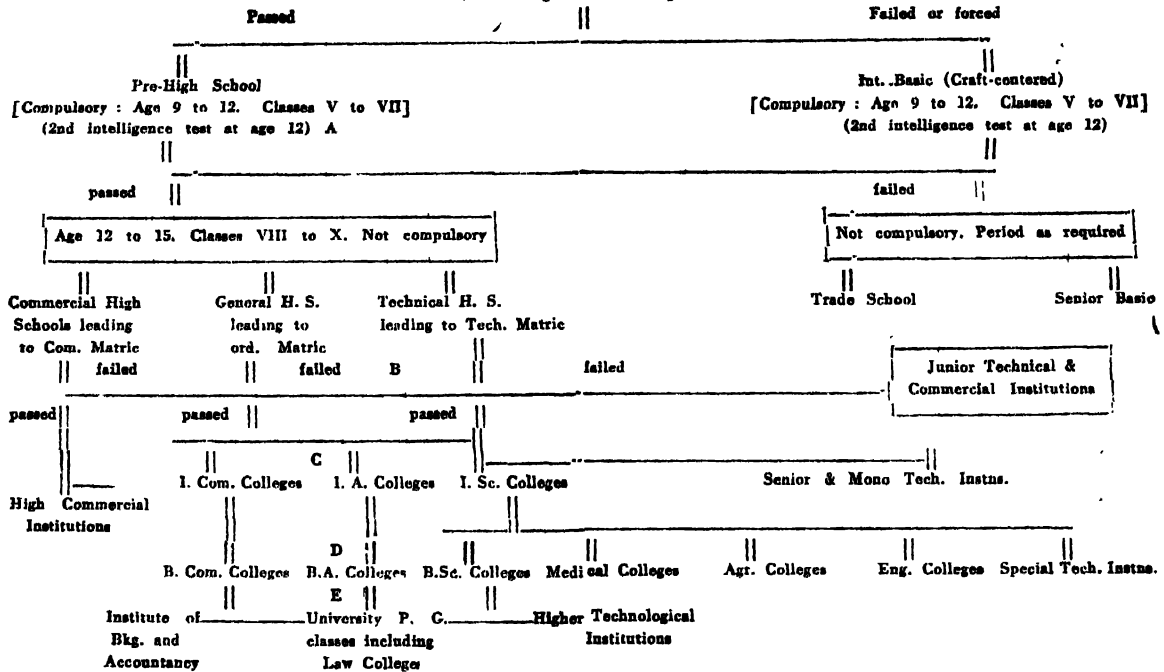 Passed
Failed or forced
Pre-High School
[Compulsory : Age 9 to 12. Classes V to VII]
(2nd intelligence test at age 12) A
Int. Basic (Craft-centered)
[Compulsory : Age 9 to 12. Classes V to VII]
(2nd intelligence test at age 12)
passed
failed
Age 12 to 15. Classes VIII to X. Not compulsory
Not compulsory. Period as required
Commercial High
Schools leading
to Com. Matric
General H. S.
leading to
ord. Matric
Technical H. S.
leading to Tech. Matric
Trade School
Senior Basic
failed
failed
B
failed
Junior Technical &
Commercial Institutions
passed
passed
passed
C
I. Com. Colleges
I. A. Colleges
I. Sc. Colleges
Senior & Mono Tech. Instns.
High Commercial
Institutions
D
B. Com. Colleges
B.A. Colleges
B.Sc. Colleges
Medical Colleges
Agr. Colleges
Eng. Colleges
Special Tech. Instns.
E
Institute of
Bkg. and
Accountancy
University P. G.
classes including
Law Colleges
Higher Technological
Institutions